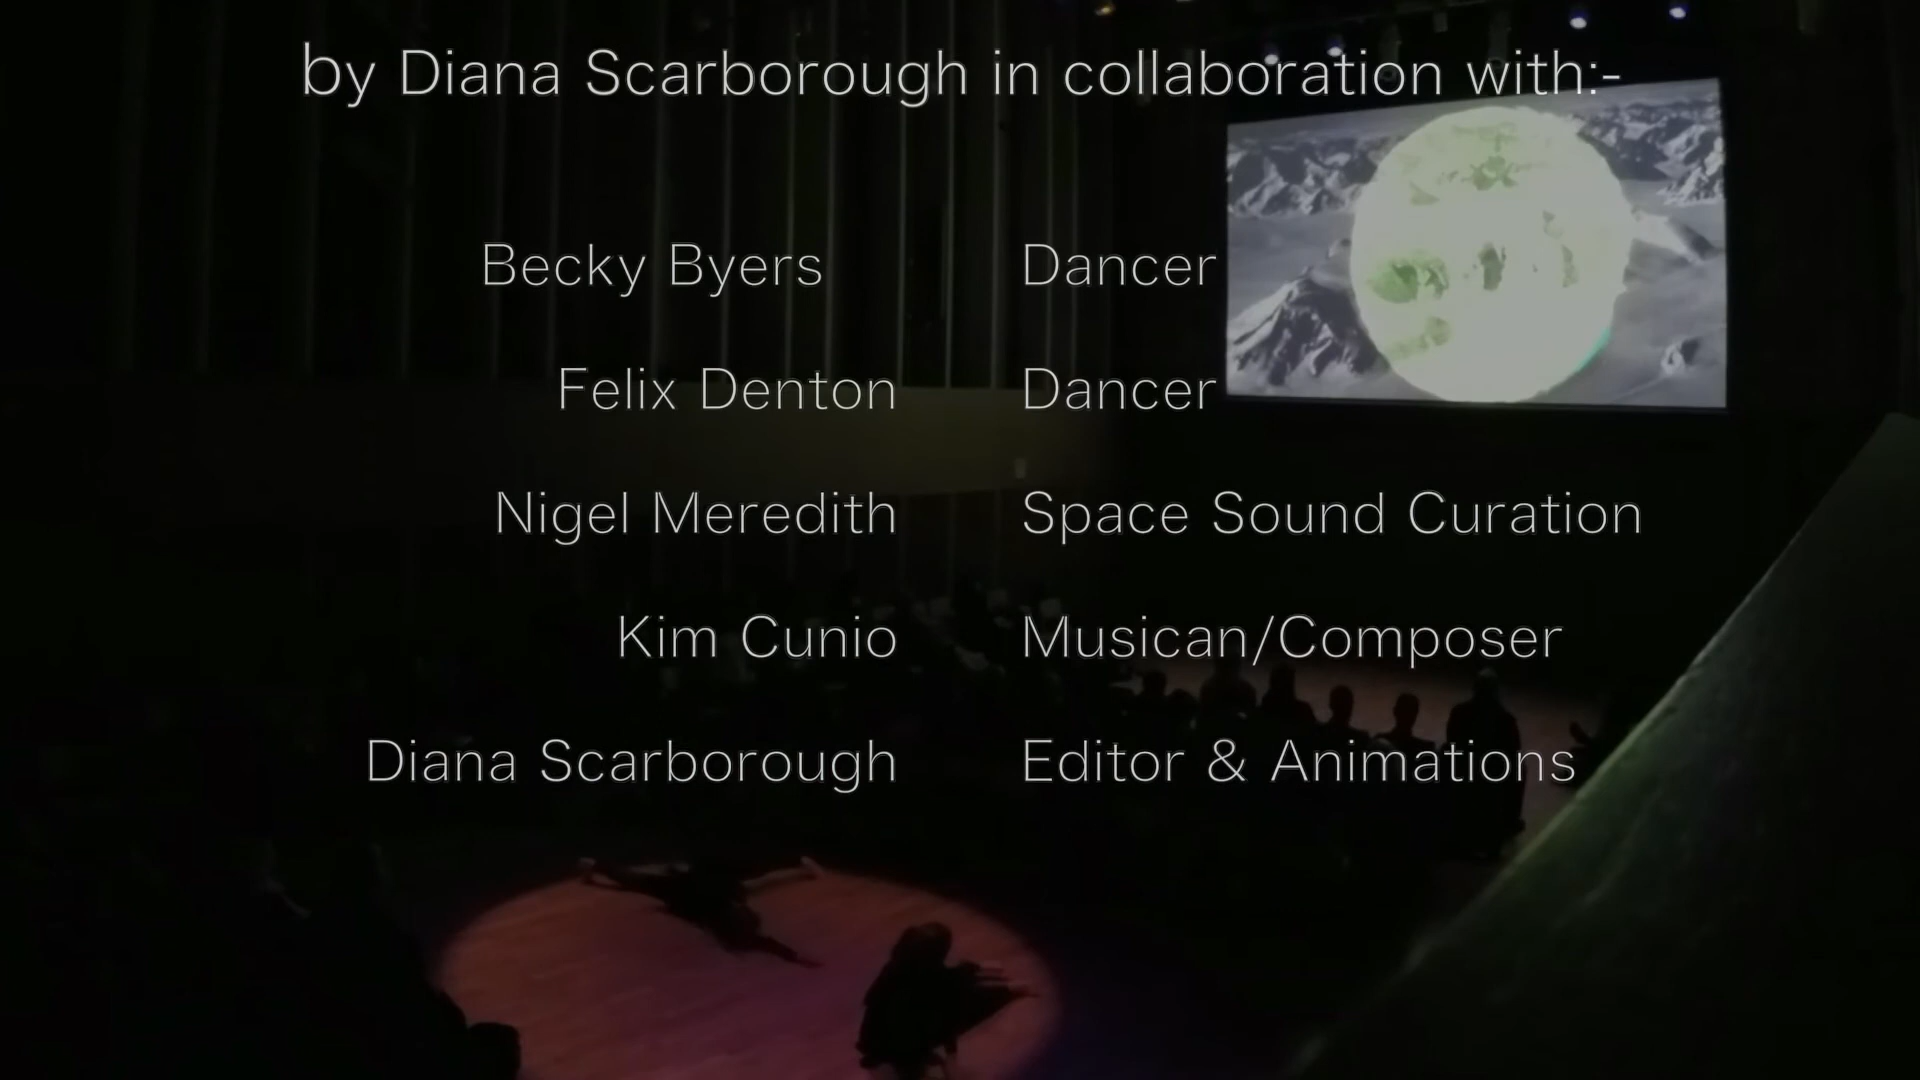 by Diana Scarborough in collaboration with:-
Becky Byers Dancer
Felix Denton Dancer
Nigel Meredith Space Sound Curation
Kim Cunio Musican/Composer
Diana Scarborough Editor & Animations